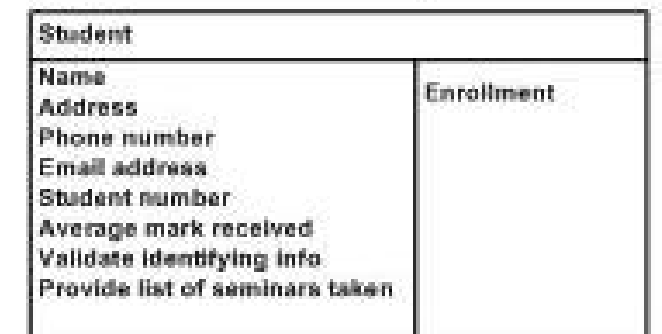 Student
Name
Address
Phone number
Email address
Student number
Average mark received
Validate identifying info
Provide list of seminars taken
Enrollment